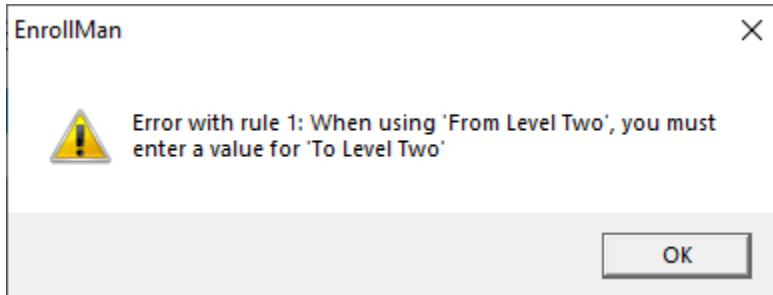 EnrollMan
Error with rule 1: When using 'From Level Two', you must
enter a value for 'To Level Two'
OK